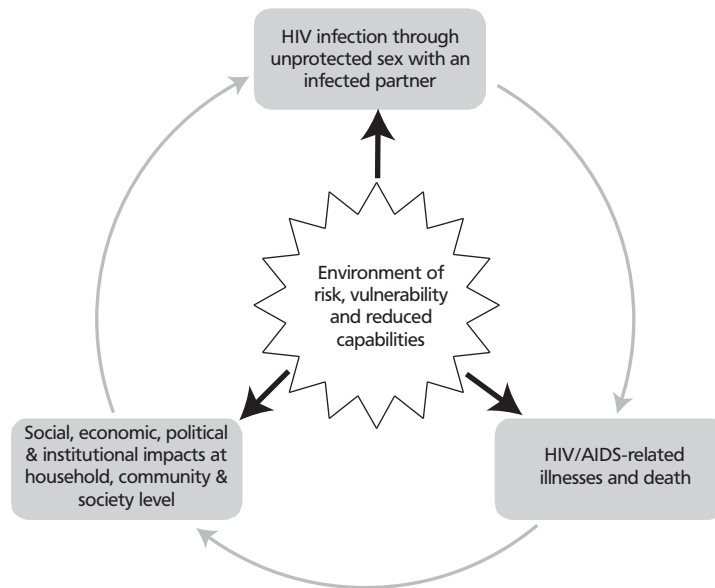 HIV infection through
unprotected sex with an
infected partner
Environment of
risk, vulnerability
and reduced
capabilities
Social, economic, political
& institutional impacts at
household, community &
society level
HIV/AIDS-related
illnesses and death